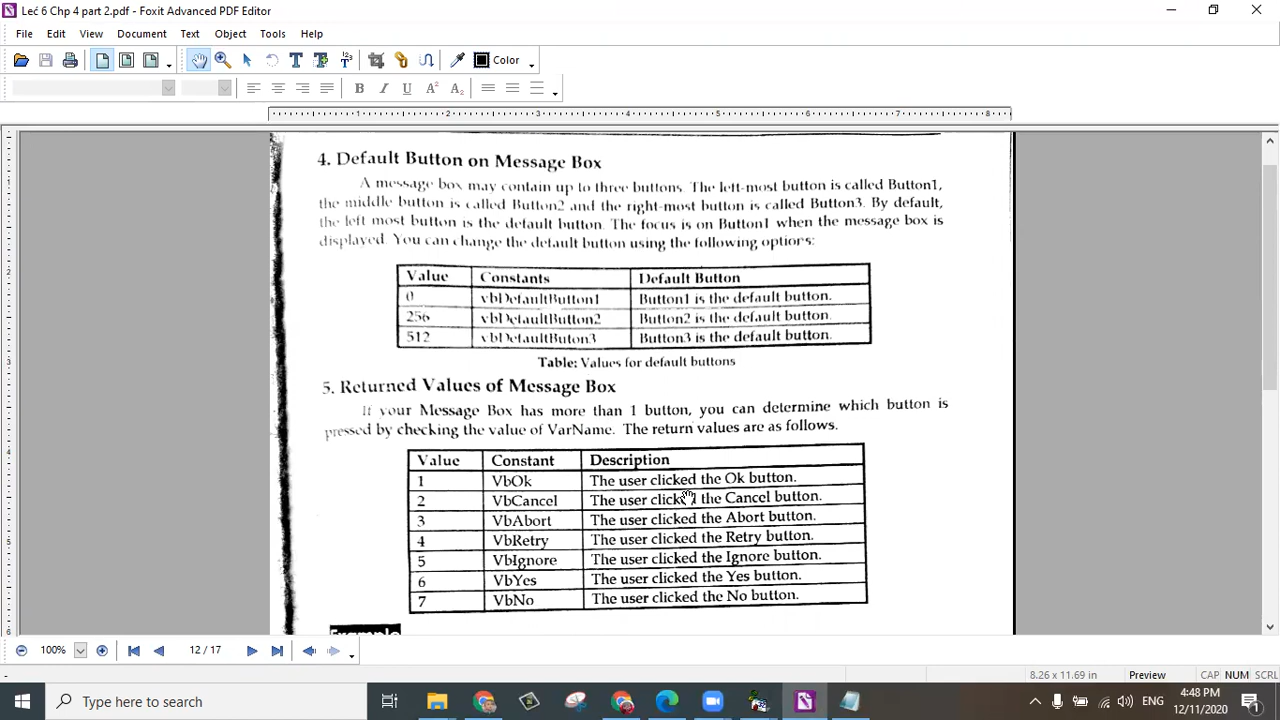 Lec 6 Chp 4 part 2.pdf - Foxit Advanced PDF Editor
File Edit View Document Text Object Tools Help
Color
4. Default Button on Message Box
A message box may contain up to three buttons. The left-most button is called Button1,
the middle button is called Button2 and the right-most button is called Button3. By default,
the left most button is the default button. The focus is on Button1 when the message box is
displayed. You can change the default button using the following options:
Value Constants Default Button
0 vbDefaultButton1 Button1 is the default button.
256 vbDefaultButton2 Button2 is the default button.
512 vbDefaultButon3 Button3 is the default button.
Table: Values for default buttons
5. Returned Values of Message Box
If your Message Box has more than 1 button, you can determine which button is
pressed by checking the value of VarName. The return values are as follows.
Value Constant Description
1 VbOk The user clicked the Ok button.
2 VbCancel The user clicked the Cancel button.
3 VbAbort The user clicked the Abort button.
4 VbRetry The user clicked the Retry button.
5 VbIgnore The user clicked the Ignore button.
6 VbYes The user clicked the Yes button.
7 VbNo The user clicked the No button.
Example
100% 12 / 17
8.26 x 11.69 in Preview CAP NUM SCRL
Type here to search
ENG
4:48 PM
12/11/2020